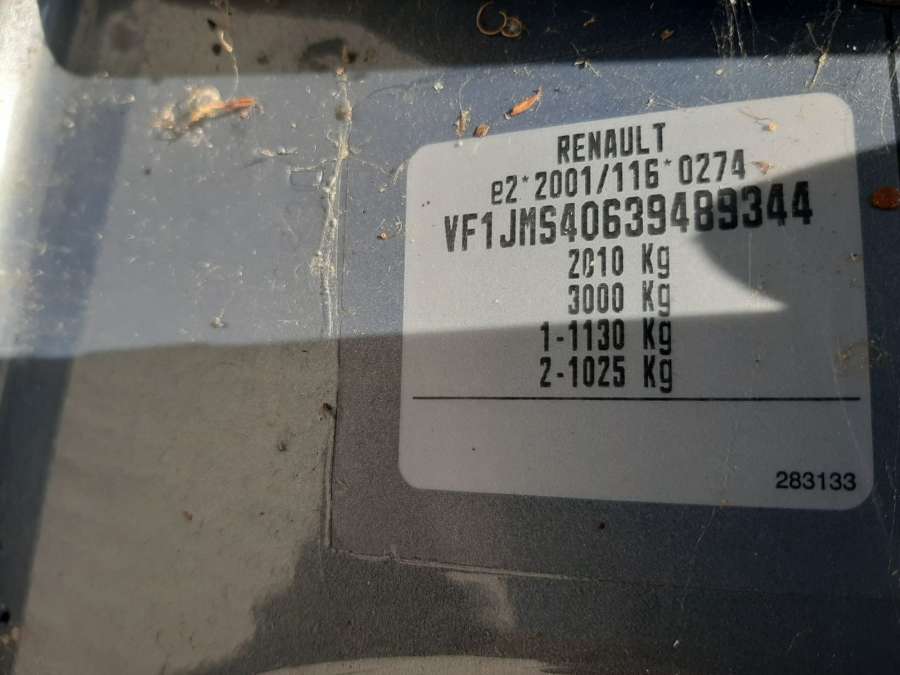 RENAULT
e2*2001/116*0274
VF1JMS40639489344
2010 Kg
3000 Kg
1-1130 Kg
2-1025 Kg
283133